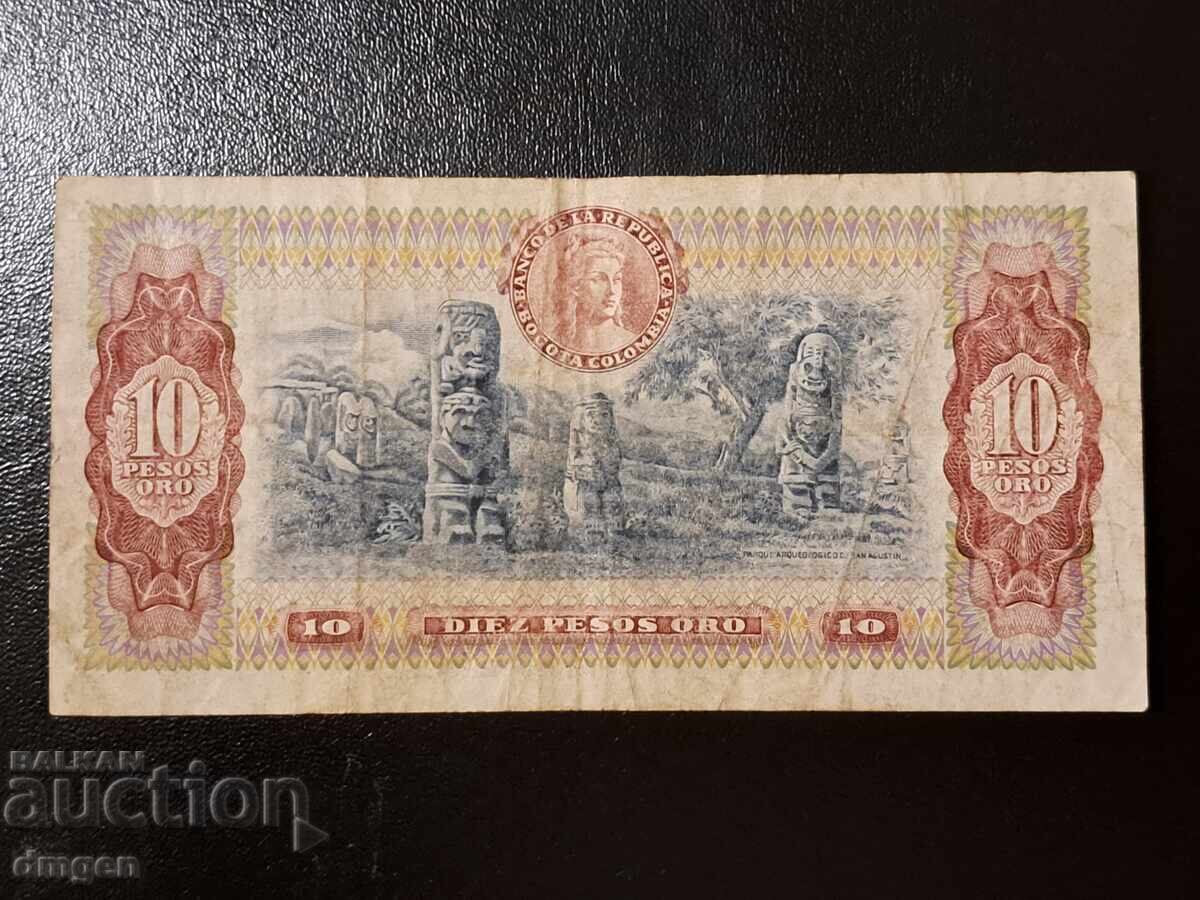 BANCO DE LA REPUBLICA
BOGOTA COLOMBIA
10
PESOS
ORO
10
PESOS
ORO
PARQUE ARQUEOLOGICO DE SAN AGUSTIN
10
DIEZ PESOS ORO
10
BALKAN
auction
dmgen